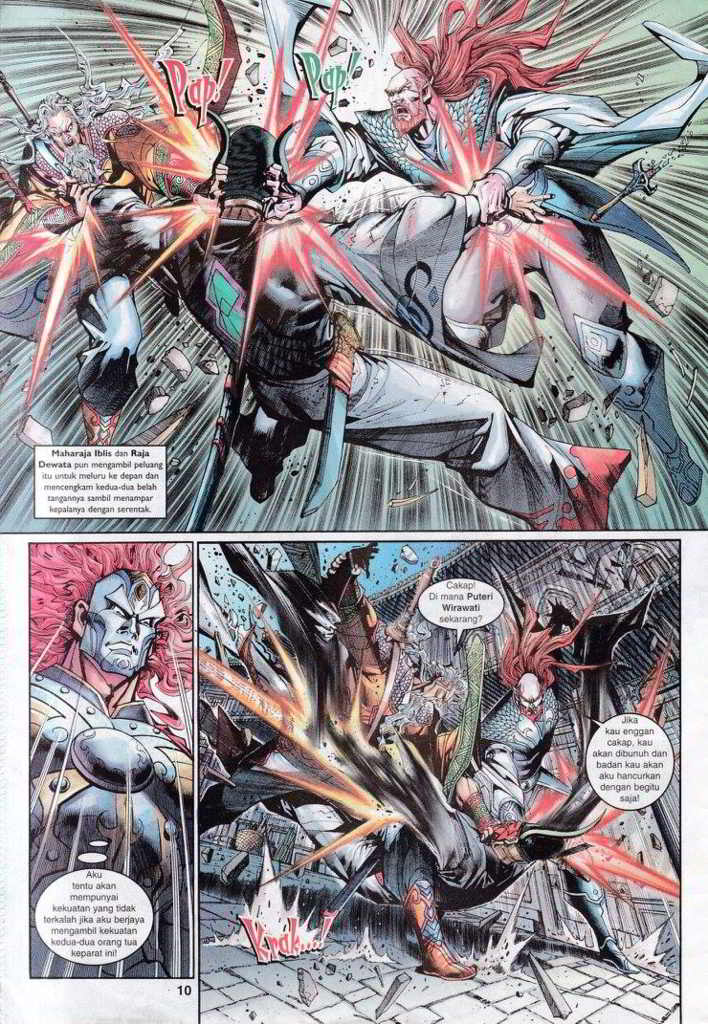 Pap!
Pap!
Maharaja Iblis dan Raja
Dewata pun mengambil peluang
itu untuk meluru ke depan dan
mencengkam kedua-dua belah
tangannya sambil menampar
kepalanya dengan serentak.
Aku
tentu akan
mempunyai
kekuatan yang tidak
terkalah jika aku berjaya
mengambil kekuatan
kedua-dua orang tua
keparat ini!
Cakap!
Di mana Puteri
Wirawati
sekarang?
Jika
kau enggan
cakap, kau
akan dibunuh dan
badan kau akan
aku hancurkan
dengan begitu
saja!
Krak....!
10